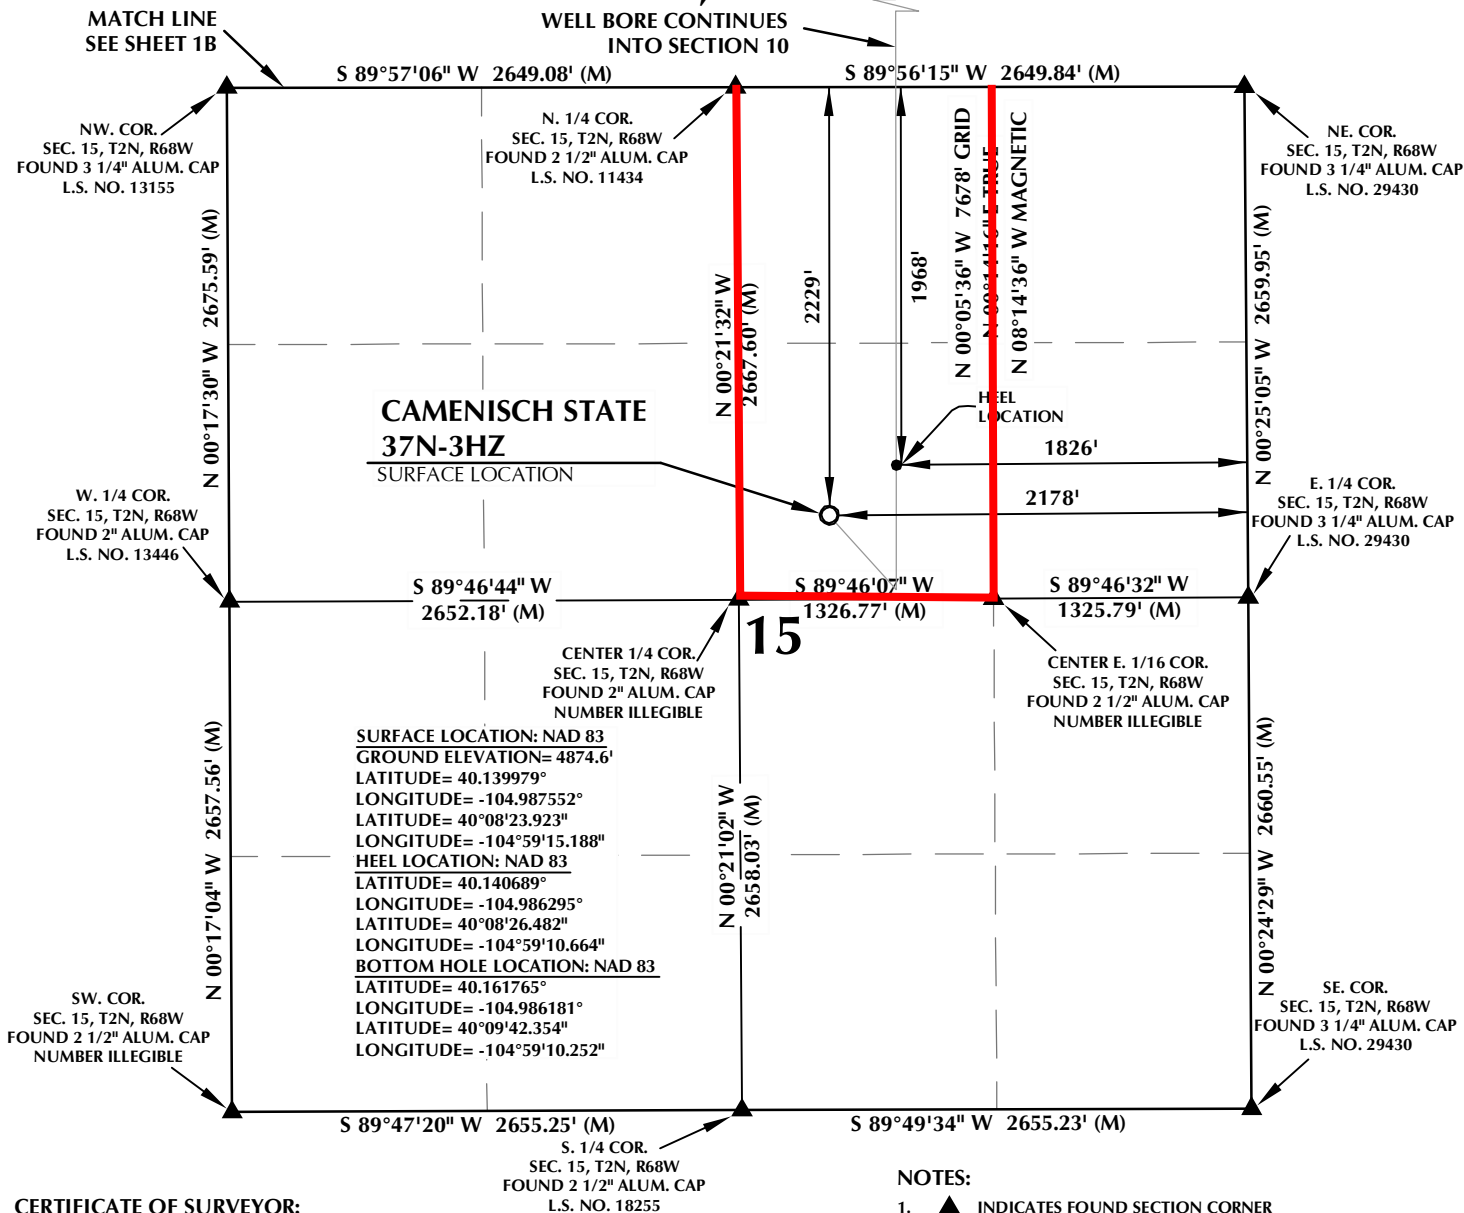 MATCH LINE
SEE SHEET 1B
WELL BORE CONTINUES
INTO SECTION 10
S 89°57'06" W 2649.08' (M)
S 89°56'15" W 2649.84' (M)
NW. COR.
SEC. 15, T2N, R68W
FOUND 3 1/4" ALUM. CAP
L.S. NO. 13155
N. 1/4 COR.
SEC. 15, T2N, R68W
FOUND 2 1/2" ALUM. CAP
L.S. NO. 11434
NE. COR.
SEC. 15, T2N, R68W
FOUND 3 1/4" ALUM. CAP
L.S. NO. 29430
N 00°17'30" W 2675.59' (M)
N 00°21'32" W
2667.60' (M)
2229'
1968'
N 00°05'36" W 7678' GRID
N 00°14'16" E TRUE
N 08°14'36" W MAGNETIC
N 00°25'05" W 2659.95' (M)
CAMENISCH STATE
37N-3HZ
SURFACE LOCATION
HEEL
LOCATION
1826'
2178'
W. 1/4 COR.
SEC. 15, T2N, R68W
FOUND 2" ALUM. CAP
L.S. NO. 13446
E. 1/4 COR.
SEC. 15, T2N, R68W
FOUND 3 1/4" ALUM. CAP
L.S. NO. 29430
S 89°46'44" W
2652.18' (M)
S 89°46'07" W
1326.77' (M)
S 89°46'32" W
1325.79' (M)
15
CENTER 1/4 COR.
SEC. 15, T2N, R68W
FOUND 2" ALUM. CAP
NUMBER ILLEGIBLE
CENTER E. 1/16 COR.
SEC. 15, T2N, R68W
FOUND 2 1/2" ALUM. CAP
NUMBER ILLEGIBLE
N 00°17'04" W 2657.56' (M)
SURFACE LOCATION: NAD 83
GROUND ELEVATION= 4874.6'
LATITUDE= 40.139979°
LONGITUDE= -104.987552°
LATITUDE= 40°08'23.923"
LONGITUDE= -104°59'15.188"
HEEL LOCATION: NAD 83
LATITUDE= 40.140689°
LONGITUDE= -104.986295°
LATITUDE= 40°08'26.482"
LONGITUDE= -104°59'10.664"
BOTTOM HOLE LOCATION: NAD 83
LATITUDE= 40.161765°
LONGITUDE= -104.986181°
LATITUDE= 40°09'42.354"
LONGITUDE= -104°59'10.252"
N 00°21'02" W
2658.03' (M)
N 00°24'29" W 2660.55' (M)
SW. COR.
SEC. 15, T2N, R68W
FOUND 2 1/2" ALUM. CAP
NUMBER ILLEGIBLE
SE. COR.
SEC. 15, T2N, R68W
FOUND 3 1/4" ALUM. CAP
L.S. NO. 29430
S 89°47'20" W 2655.25' (M)
S 89°49'34" W 2655.23' (M)
S. 1/4 COR.
SEC. 15, T2N, R68W
FOUND 2 1/2" ALUM. CAP
L.S. NO. 18255
CERTIFICATE OF SURVEYOR:
NOTES:
1. ▲ INDICATES FOUND SECTION CORNER